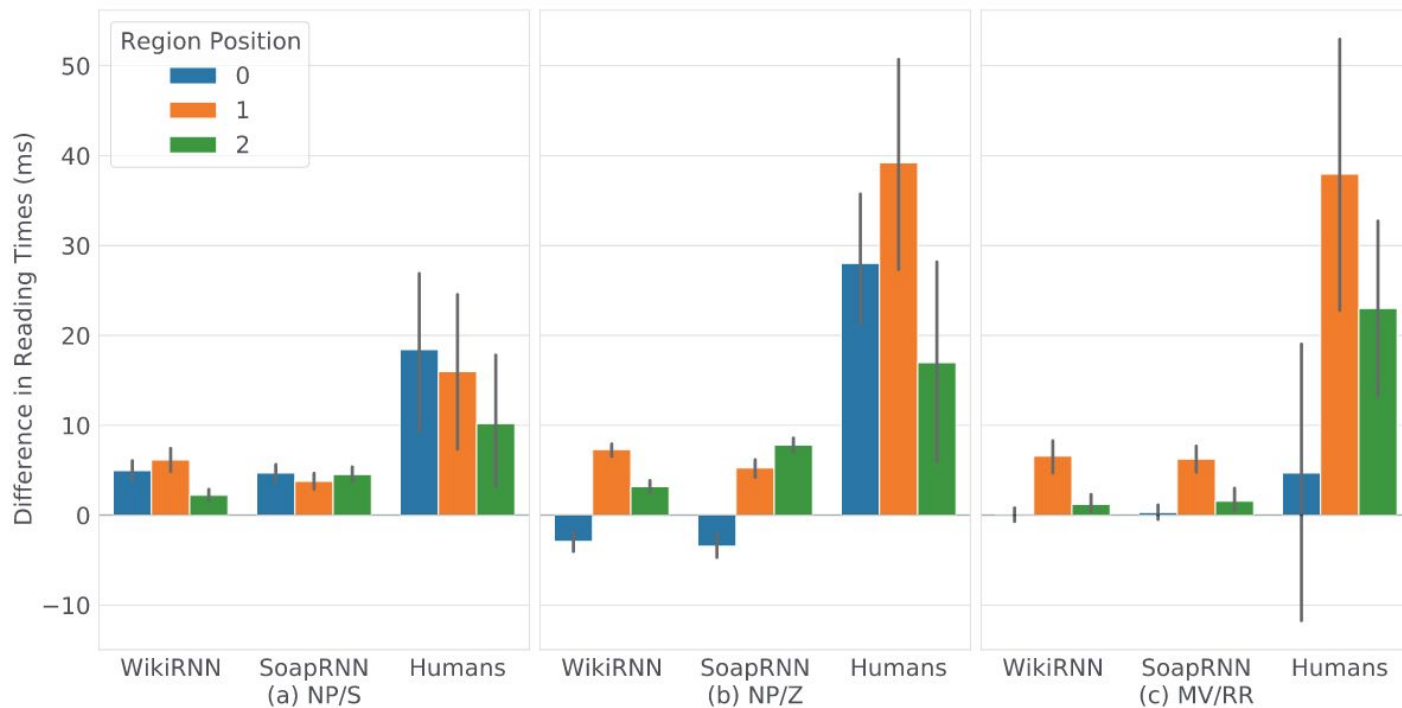 Region Position
0
1
2
Difference in Reading Times (ms)
50
40
30
20
10
0
−10
WikiRNN SoapRNN Humans
(a) NP/S
WikiRNN SoapRNN Humans
(b) NP/Z
WikiRNN SoapRNN Humans
(c) MV/RR